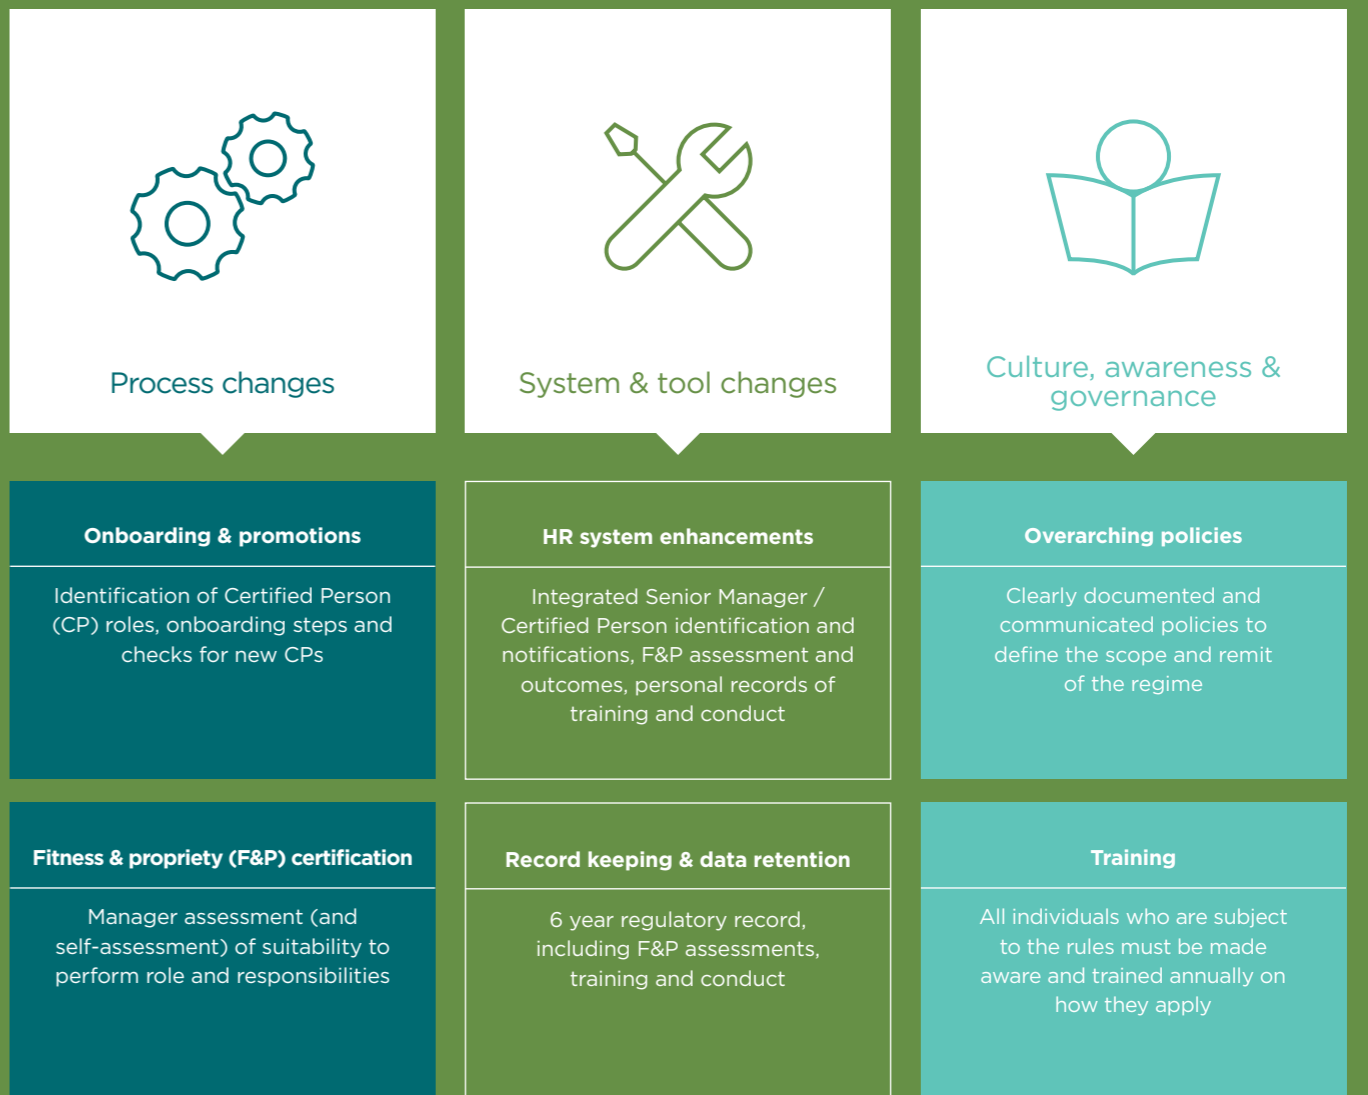 Process changes
System & tool changes
Culture, awareness &
governance
Onboarding & promotions
Identification of Certified Person
(CP) roles, onboarding steps and
checks for new CPs
HR system enhancements
Integrated Senior Manager /
Certified Person identification and
notifications, F&P assessment and
outcomes, personal records of
training and conduct
Overarching policies
Clearly documented and
communicated policies to
define the scope and remit
of the regime
Fitness & propriety (F&P) certification
Manager assessment (and
self-assessment) of suitability to
perform role and responsibilities
Record keeping & data retention
6 year regulatory record,
including F&P assessments,
training and conduct
Training
All individuals who are subject
to the rules must be made
aware and trained annually on
how they apply